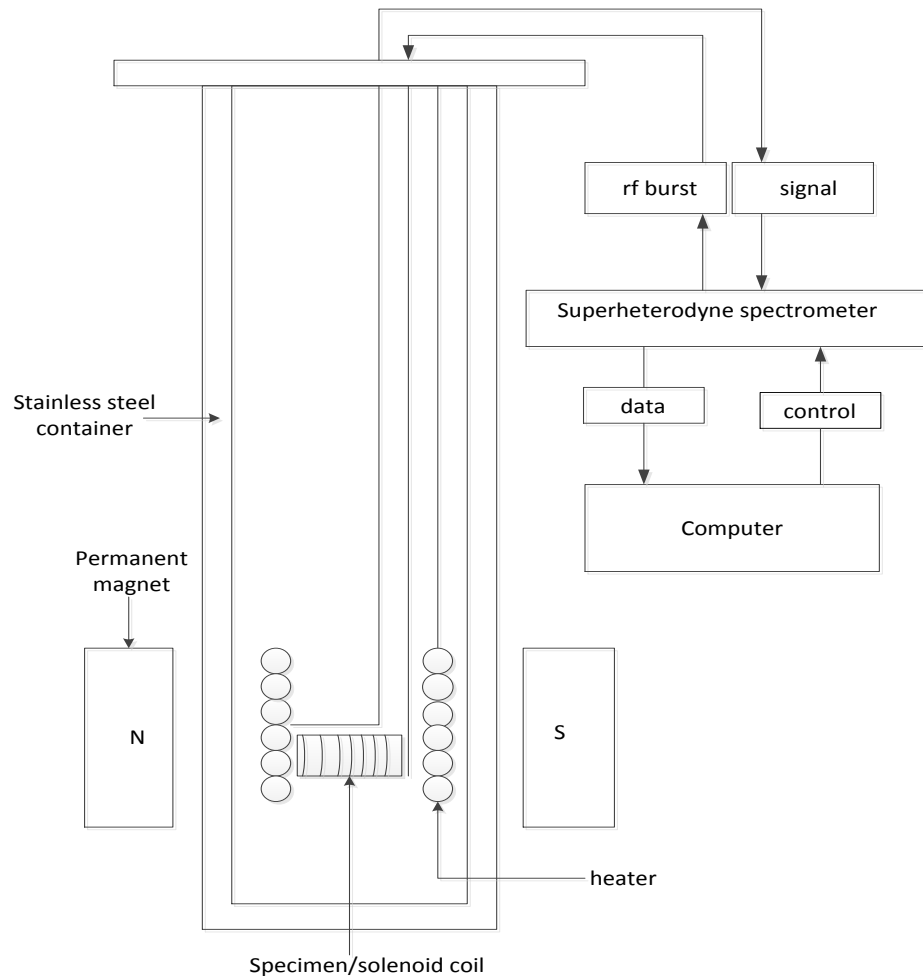 rf burst
signal
Superheterodyne spectrometer
Stainless steel
container
data
control
Computer
Permanent
magnet
N
S
heater
Specimen/solenoid coil